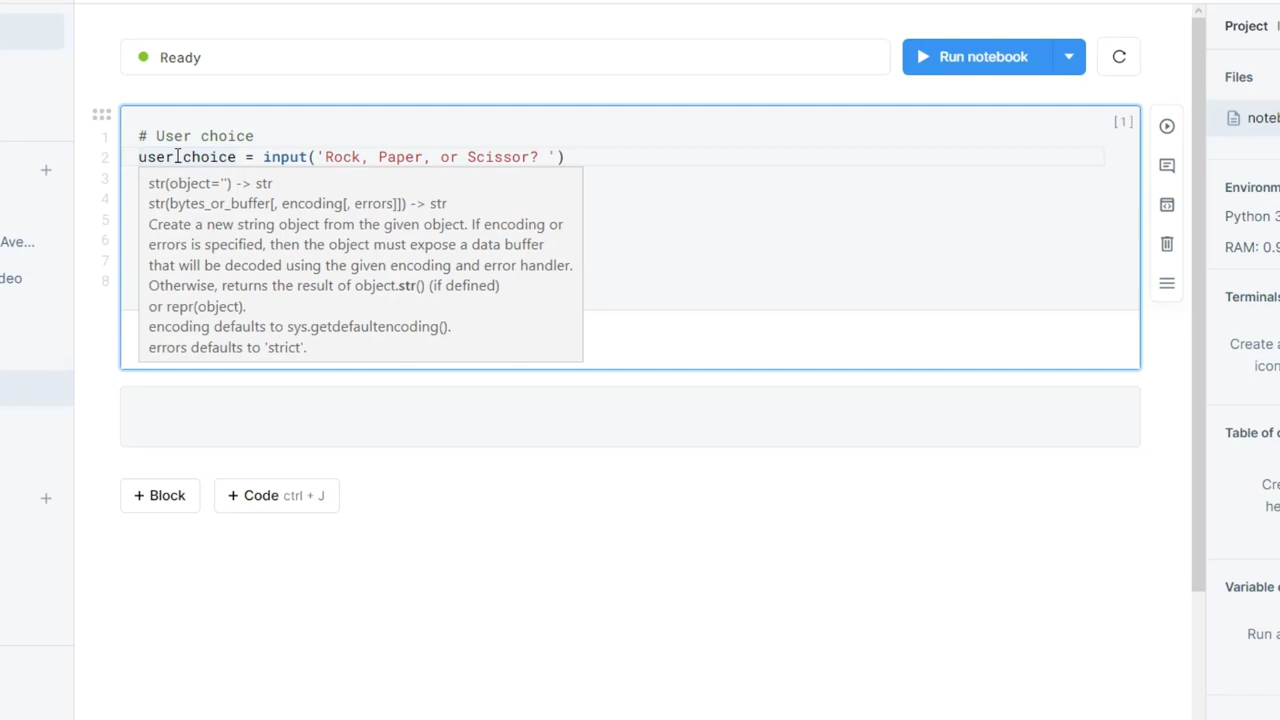 Project
Ready
Run notebook
Files
[1]
1 # User choice
2 user_choice = input('Rock, Paper, or Scissor? ')
3
4
5
6
7
8
str(object='') -> str
str(bytes_or_buffer[, encoding[, errors]]) -> str
Create a new string object from the given object. If encoding or
errors is specified, then the object must expose a data buffer
that will be decoded using the given encoding and error handler.
Otherwise, returns the result of object.str() (if defined)
or repr(object).
encoding defaults to sys.getdefaultencoding().
errors defaults to 'strict'.
Ave...
deo
+ Block
+ Code ctrl + J
noteb
Environm
Python 3
RAM: 0.9
Terminals
Create a
icon
Table of c
Cre
he
Variable e
Run a